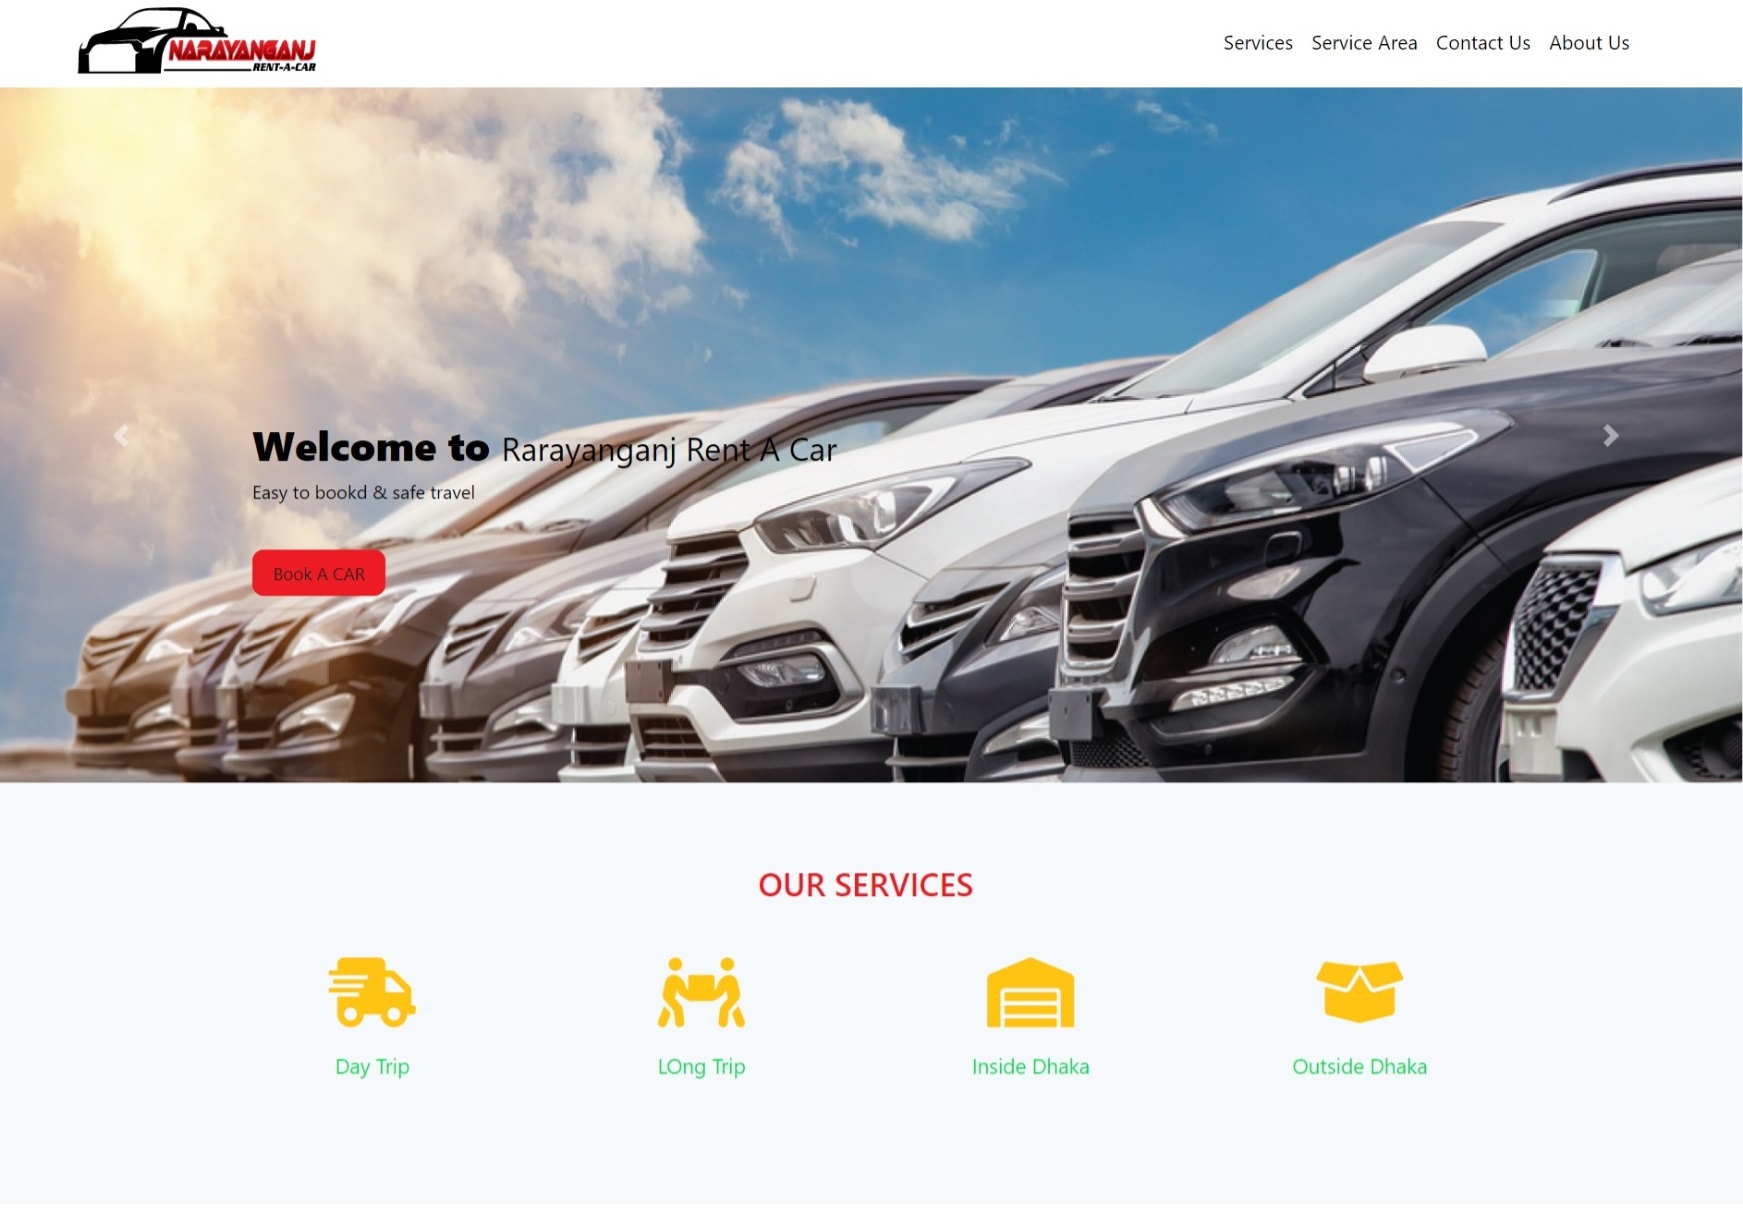 NARAYANGANJ
RENT-A-CAR
Services Service Area Contact Us About Us
Welcome to Rarayanganj Rent A Car
Easy to bookd & safe travel
Book A CAR
OUR SERVICES
Day Trip LOng Trip Inside Dhaka Outside Dhaka